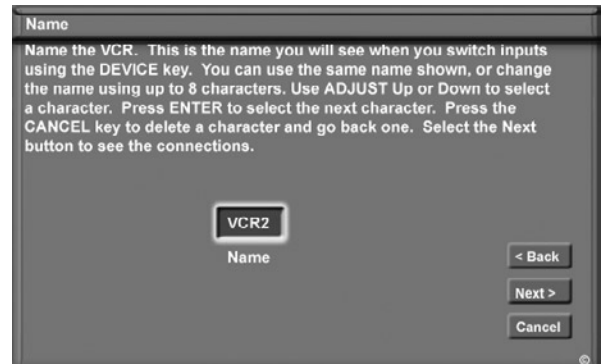 Name
Name the VCR. This is the name you will see when you switch inputs
using the DEVICE key. You can use the same name shown, or change
the name using up to 8 characters. Use ADJUST Up or Down to select
a character. Press ENTER to select the next character. Press the
CANCEL key to delete a character and go back one. Select the Next
button to see the connections.
VCR2
Name
< Back
Next >
Cancel
©